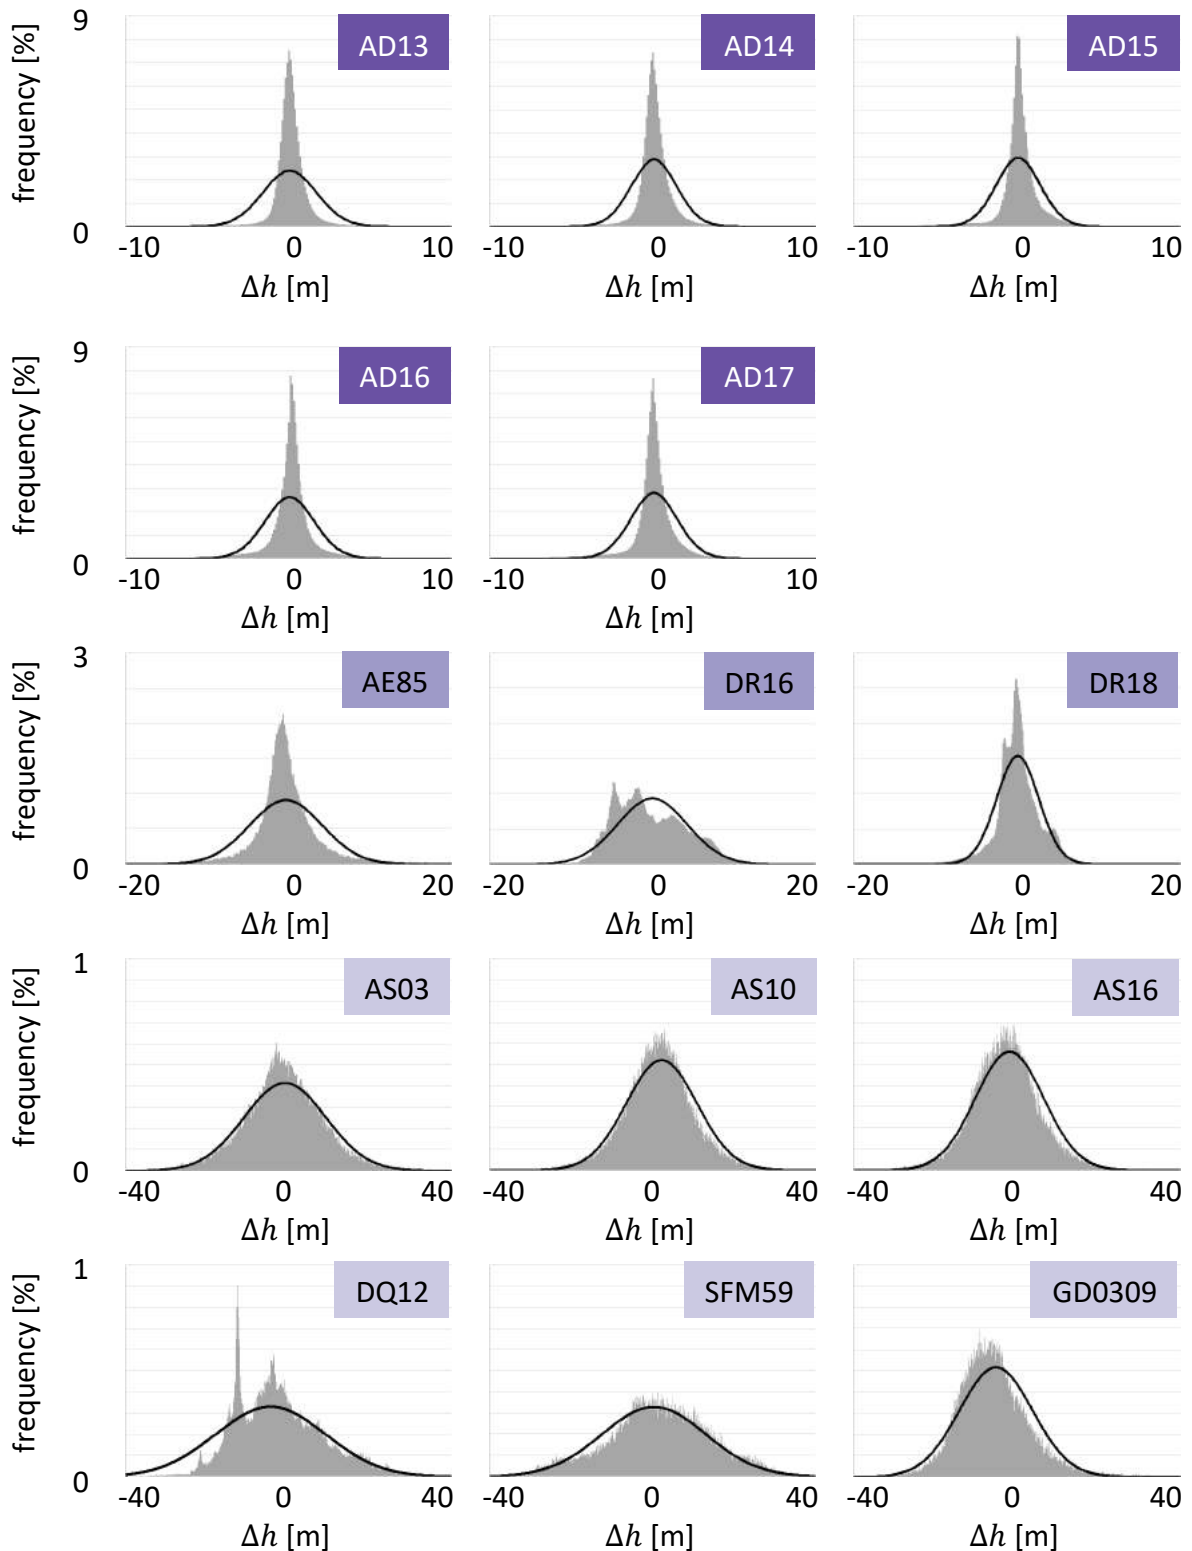 9 AD13 AD14 AD15
frequency [%]
0
-10 0 10 -10 0 10 -10 0 10
Δh [m] Δh [m] Δh [m]
9 AD16 AD17
frequency [%]
0
-10 0 10 -10 0 10
Δh [m] Δh [m]
3 AE85 DR16 DR18
frequency [%]
0
-20 0 20 -20 0 20 -20 0 20
Δh [m] Δh [m] Δh [m]
1 AS03 AS10 AS16
frequency [%]
0
-40 0 40 -40 0 40 -40 0 40
Δh [m] Δh [m] Δh [m]
1 DQ12 SFM59 GD0309
frequency [%]
0
-40 0 40 -40 0 40 -40 0 40
Δh [m] Δh [m] Δh [m]